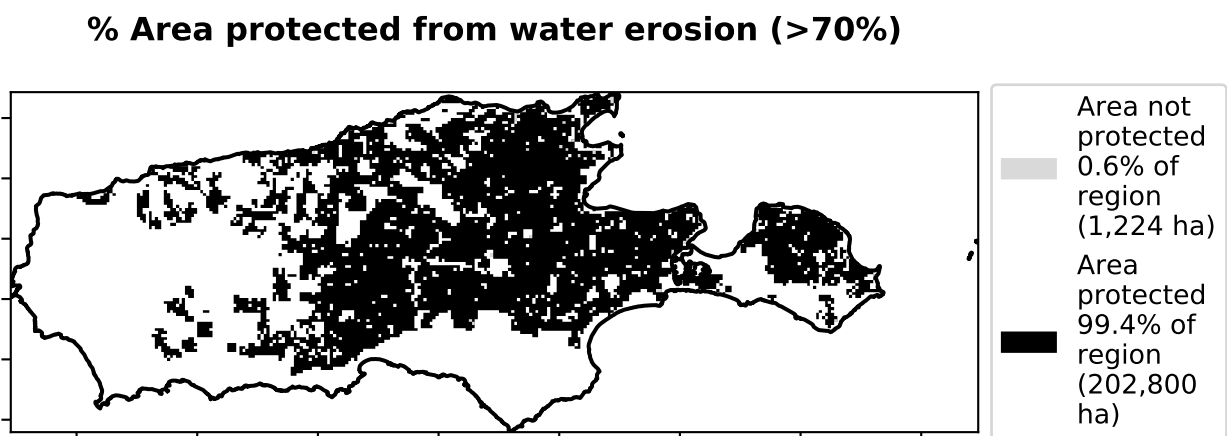 % Area protected from water erosion (>70%)
Area not
protected
0.6% of
region
(1,224 ha)
Area
protected
99.4% of
region
(202,800
ha)